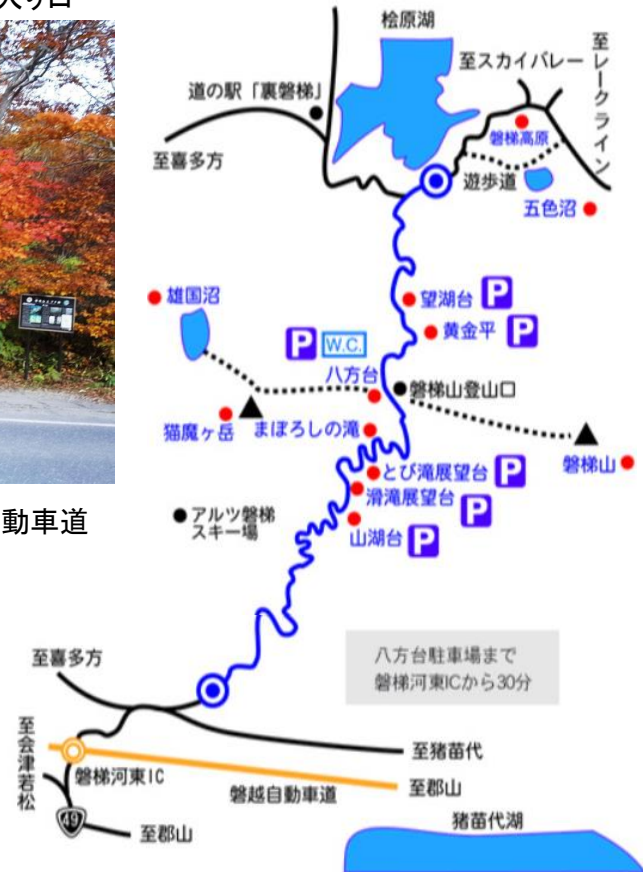 入り口
動車道
桧原湖
至スカイバレー
至レークライン
道の駅「裏磐梯」
磐梯高原
至喜多方
遊歩道
五色沼
雄国沼
望湖台 P
P W.C.
黄金平 P
八方台
磐梯山登山口
猫魔ヶ岳
まぼろしの滝
磐梯山
とび滝展望台 P
滑滝展望台 P
アルツ磐梯
スキー場
山湖台 P
八方台駐車場まで
磐梯河東ICから30分
至喜多方
至会津若松
至猪苗代
磐梯河東IC
磐越自動車道
至郡山
49
至郡山
猪苗代湖